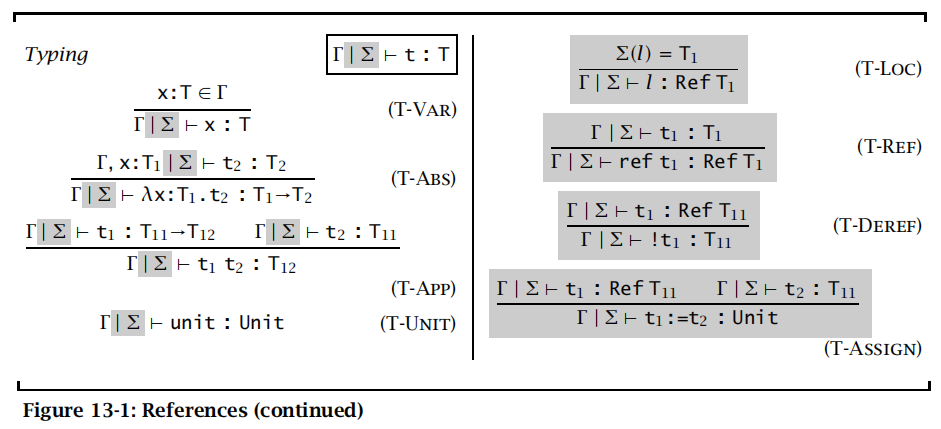 Typing
Γ | Σ ⊢ t : T
x:T ∈ Γ
Γ | Σ ⊢ x : T
(T-VAR)
Γ, x:T₁ | Σ ⊢ t₂ : T₂
Γ | Σ ⊢ λx:T₁.t₂ : T₁→T₂
(T-ABS)
Γ | Σ ⊢ t₁ : T₁₁→T₁₂ Γ | Σ ⊢ t₂ : T₁₁
Γ | Σ ⊢ t₁ t₂ : T₁₂
(T-APP)
Γ | Σ ⊢ unit : Unit
(T-UNIT)
Σ(l) = T₁
Γ | Σ ⊢ l : Ref T₁
(T-LOC)
Γ | Σ ⊢ t₁ : T₁
Γ | Σ ⊢ ref t₁ : Ref T₁
(T-REF)
Γ | Σ ⊢ t₁ : Ref T₁₁
Γ | Σ ⊢ !t₁ : T₁₁
(T-DEREF)
Γ | Σ ⊢ t₁ : Ref T₁₁ Γ | Σ ⊢ t₂ : T₁₁
Γ | Σ ⊢ t₁:=t₂ : Unit
(T-ASSIGN)
Figure 13-1: References (continued)